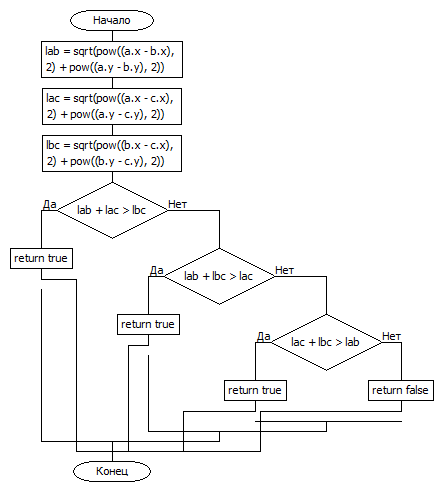 Начало
lab = sqrt(pow((a.x - b.x),
2) + pow((a.y - b.y), 2))
lac = sqrt(pow((a.x - c.x),
2) + pow((a.y - c.y), 2))
lbc = sqrt(pow((b.x - c.x),
2) + pow((b.y - c.y), 2))
Да
Нет
lab + lac > lbc
return true
Да
Нет
lab + lbc > lac
return true
Да
Нет
lac + lbc > lab
return true
return false
Конец